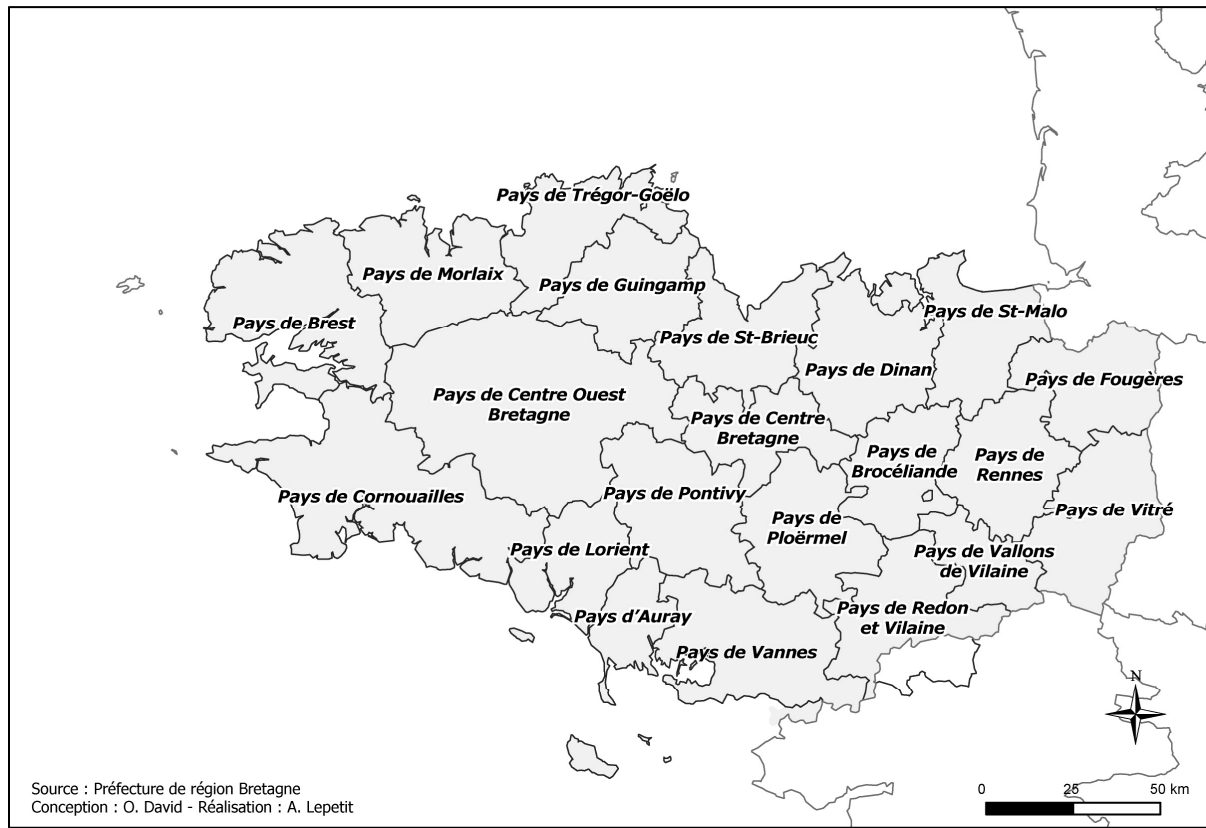 Pays de Trégor-Goëlo
Pays de Morlaix
Pays de Guingamp
Pays de St-Malo
Pays de Brest
Pays de St-Brieuc
Pays de Dinan
Pays de Fougères
Pays de Centre Ouest
Bretagne
Pays de Centre
Bretagne
Pays de
Brocéliande
Pays de
Rennes
Pays de Cornouailles
Pays de Pontivy
Pays de Vitré
Pays de
Ploërmel
Pays de Lorient
Pays de Vallons
de Vilaine
Pays d’Auray
Pays de Redon
et Vilaine
Pays de Vannes
N
Source : Préfecture de région Bretagne
Conception : O. David - Réalisation : A. Lepetit
0 25 50 km